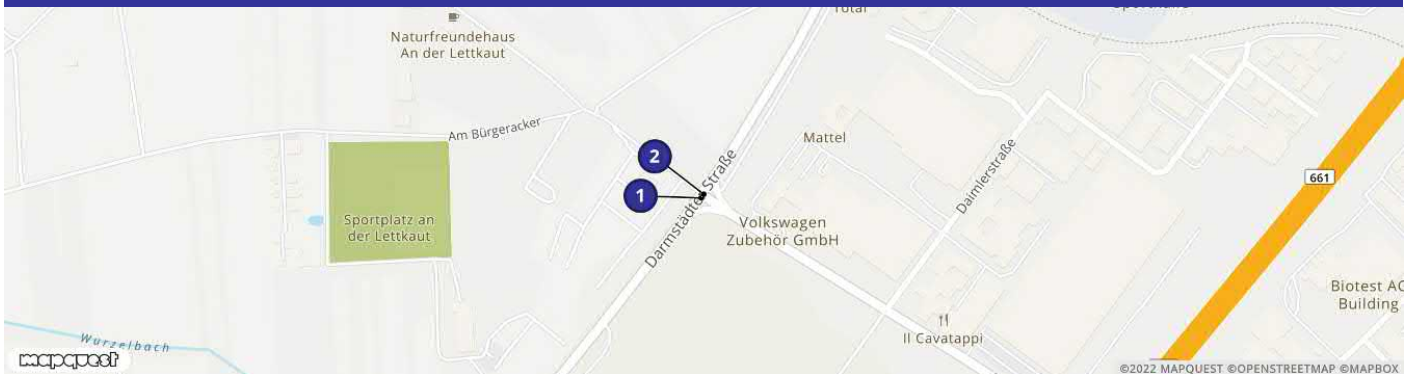 Total
Naturfreundehaus
An der Lettkaut
Am Bürgeracker
2
Mattel
1
Darmstädter Straße
Daimlerstraße
661
Sportplatz an
der Lettkaut
Volkswagen
Zubehör GmbH
Biotest AG
Building
Wurzelbach
Il Cavatappi
mapquest
©2022 MAPQUEST ©OPENSTREETMAP ©MAPBOX